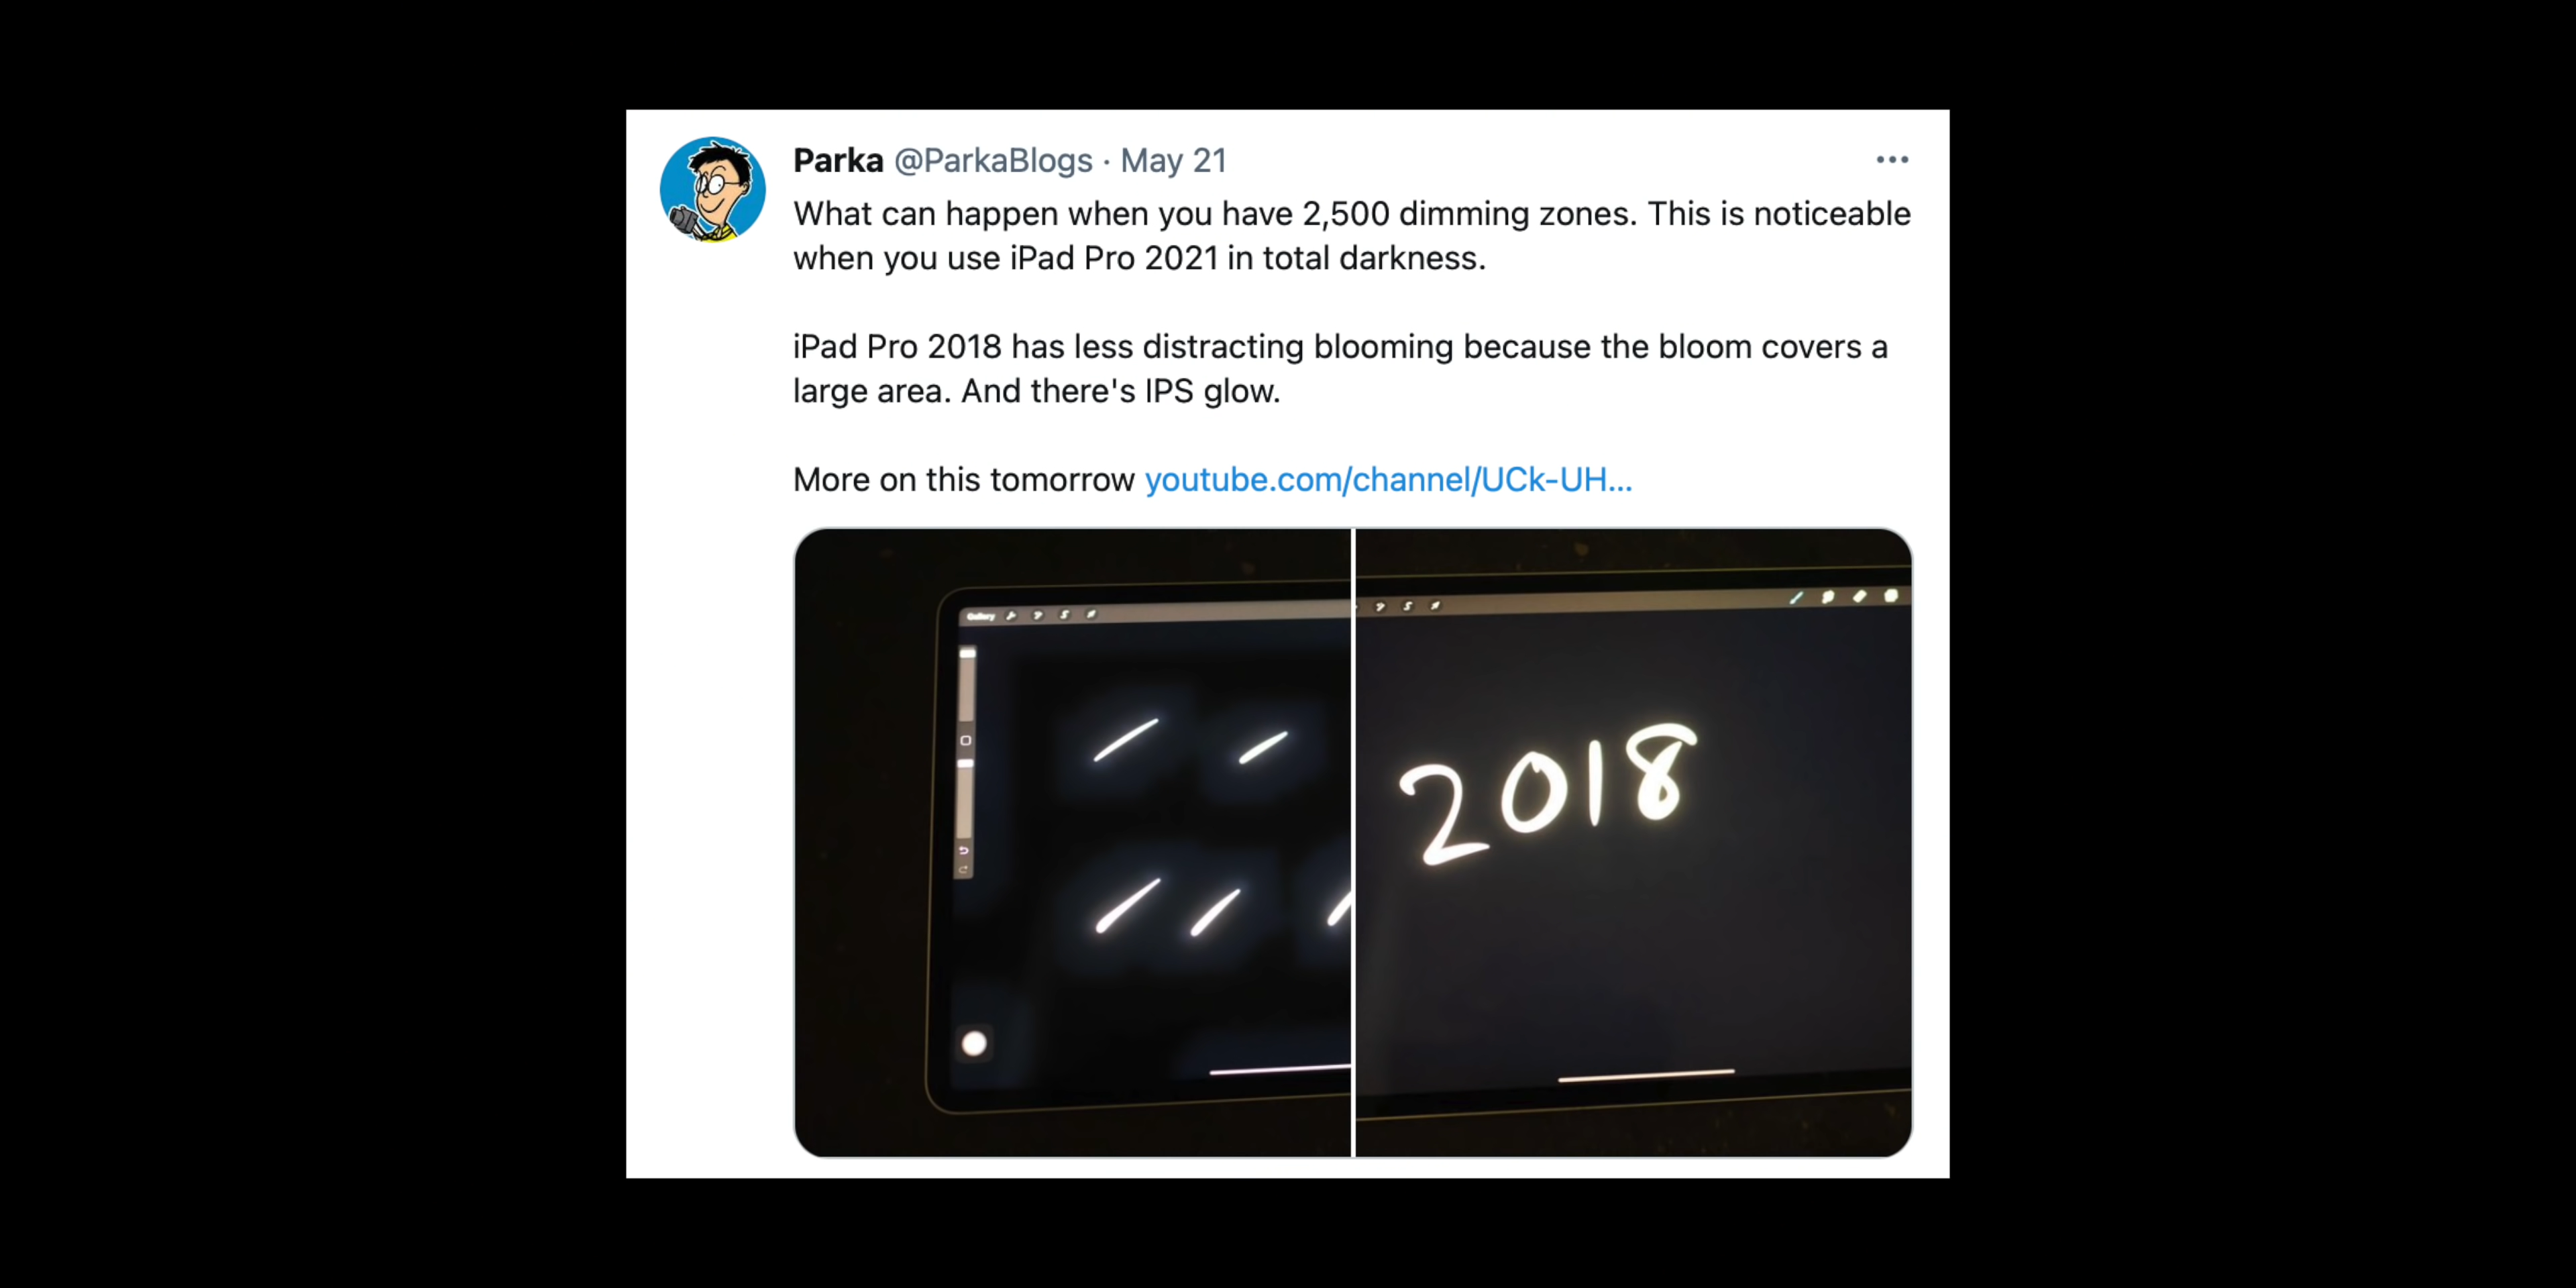 Parka @ParkaBlogs · May 21
What can happen when you have 2,500 dimming zones. This is noticeable
when you use iPad Pro 2021 in total darkness.
iPad Pro 2018 has less distracting blooming because the bloom covers a
large area. And there's IPS glow.
More on this tomorrow youtube.com/channel/UCk-UH...
Gallery
2018